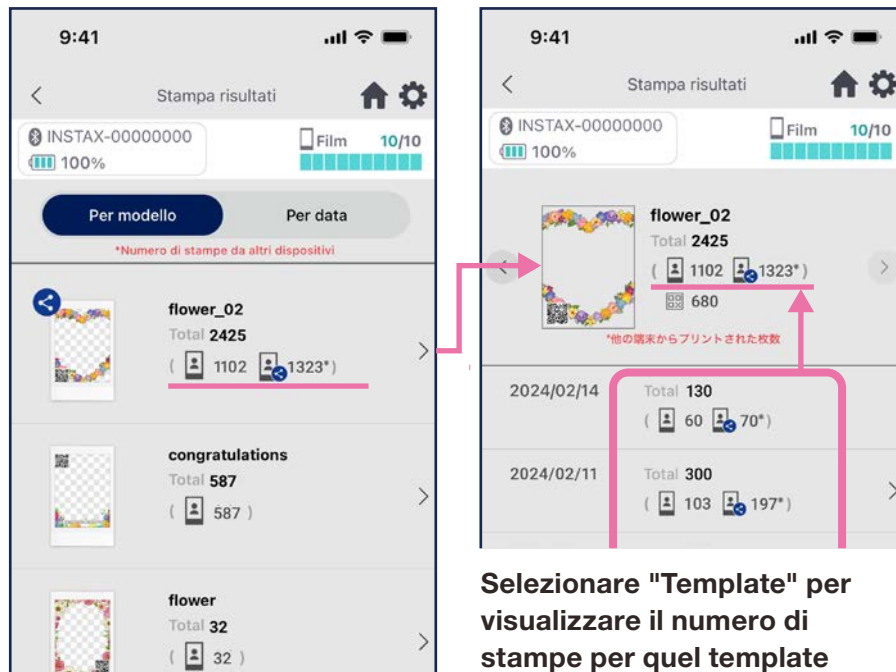 9:41
Stampa risultati
INSTAX-00000000
100%
Film 10/10
Per modello
Per data
*Numero di stampe da altri dispositivi
flower_02
Total 2425
( 1102 1323*)
congratulations
Total 587
( 587 )
flower
Total 32
( 32 )
9:41
Stampa risultati
INSTAX-00000000
100%
Film 10/10
flower_02
Total 2425
( 1102 1323*)
680
*他の端末からプリントされた枚数
2024/02/14 Total 130
( 60 70*)
2024/02/11 Total 300
( 103 197*)
Selezionare "Template" per
visualizzare il numero di
stampe per quel template